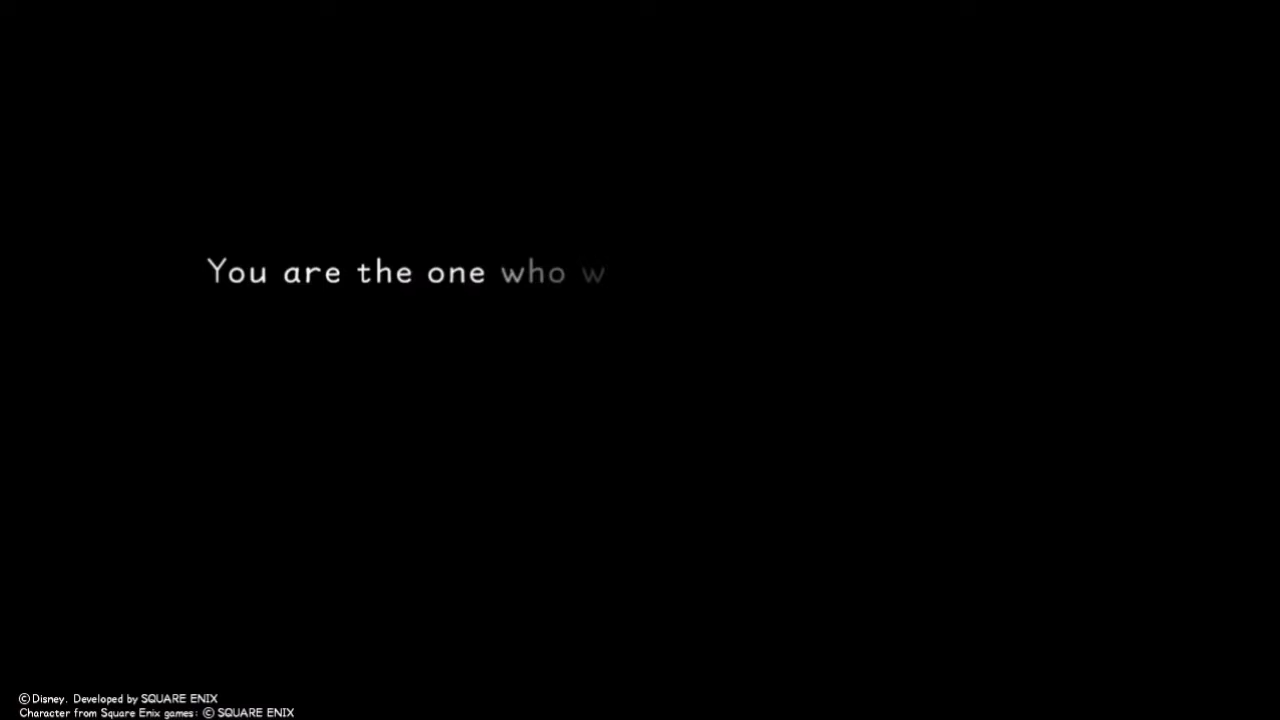 You are the one who w
©Disney. Developed by SQUARE ENIX
Character from Square Enix games: © SQUARE ENIX